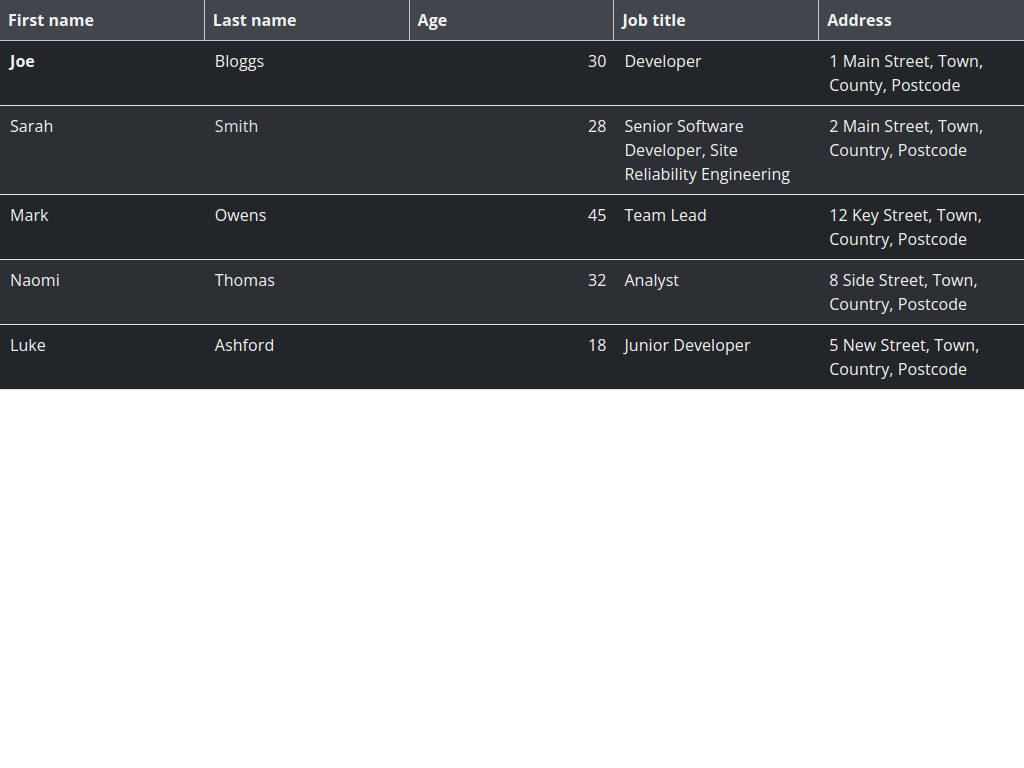 First name Last name Age Job title Address
Joe Bloggs 30 Developer 1 Main Street, Town,
County, Postcode
Sarah Smith 28 Senior Software 2 Main Street, Town,
Developer, Site Country, Postcode
Reliability Engineering
Mark Owens 45 Team Lead 12 Key Street, Town,
Country, Postcode
Naomi Thomas 32 Analyst 8 Side Street, Town,
Country, Postcode
Luke Ashford 18 Junior Developer 5 New Street, Town,
Country, Postcode